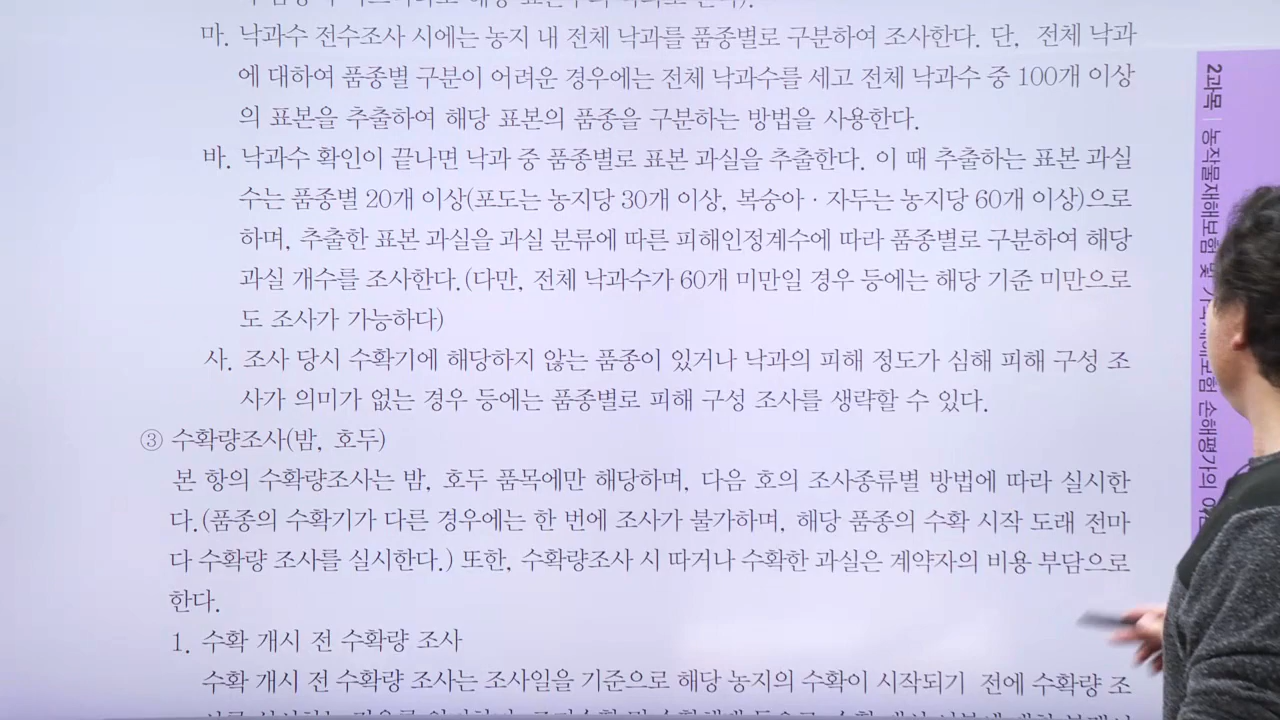 마. 낙과수 전수조사 시에는 농지 내 전체 낙과를 품종별로 구분하여 조사한다. 단, 전체 낙과
에 대하여 품종별 구분이 어려운 경우에는 전체 낙과수를 세고 전체 낙과수 중 100개 이상
의 표본을 추출하여 해당 표본의 품종을 구분하는 방법을 사용한다.
바. 낙과수 확인이 끝나면 낙과 중 품종별로 표본 과실을 추출한다. 이 때 추출하는 표본 과실
수는 품종별 20개 이상(포도는 농지당 30개 이상, 복숭아 · 자두는 농지당 60개 이상)으로
하며, 추출한 표본 과실을 과실 분류에 따른 피해인정계수에 따라 품종별로 구분하여 해당
과실 개수를 조사한다.(다만, 전체 낙과수가 60개 미만일 경우 등에는 해당 기준 미만으로
도 조사가 가능하다)
사. 조사 당시 수확기에 해당하지 않는 품종이 있거나 낙과의 피해 정도가 심해 피해 구성 조
사가 의미가 없는 경우 등에는 품종별로 피해 구성 조사를 생략할 수 있다.
③ 수확량조사(밤, 호두)
본 항의 수확량조사는 밤, 호두 품목에만 해당하며, 다음 호의 조사종류별 방법에 따라 실시한
다.(품종의 수확기가 다른 경우에는 한 번에 조사가 불가하며, 해당 품종의 수확 시작 도래 전마
다 수확량 조사를 실시한다.) 또한, 수확량조사 시 따거나 수확한 과실은 계약자의 비용 부담으로
한다.
1. 수확 개시 전 수확량 조사
수확 개시 전 수확량 조사는 조사일을 기준으로 해당 농지의 수확이 시작되기 전에 수확량 조
2과목 | 농작물재해보험 및 손해평가의